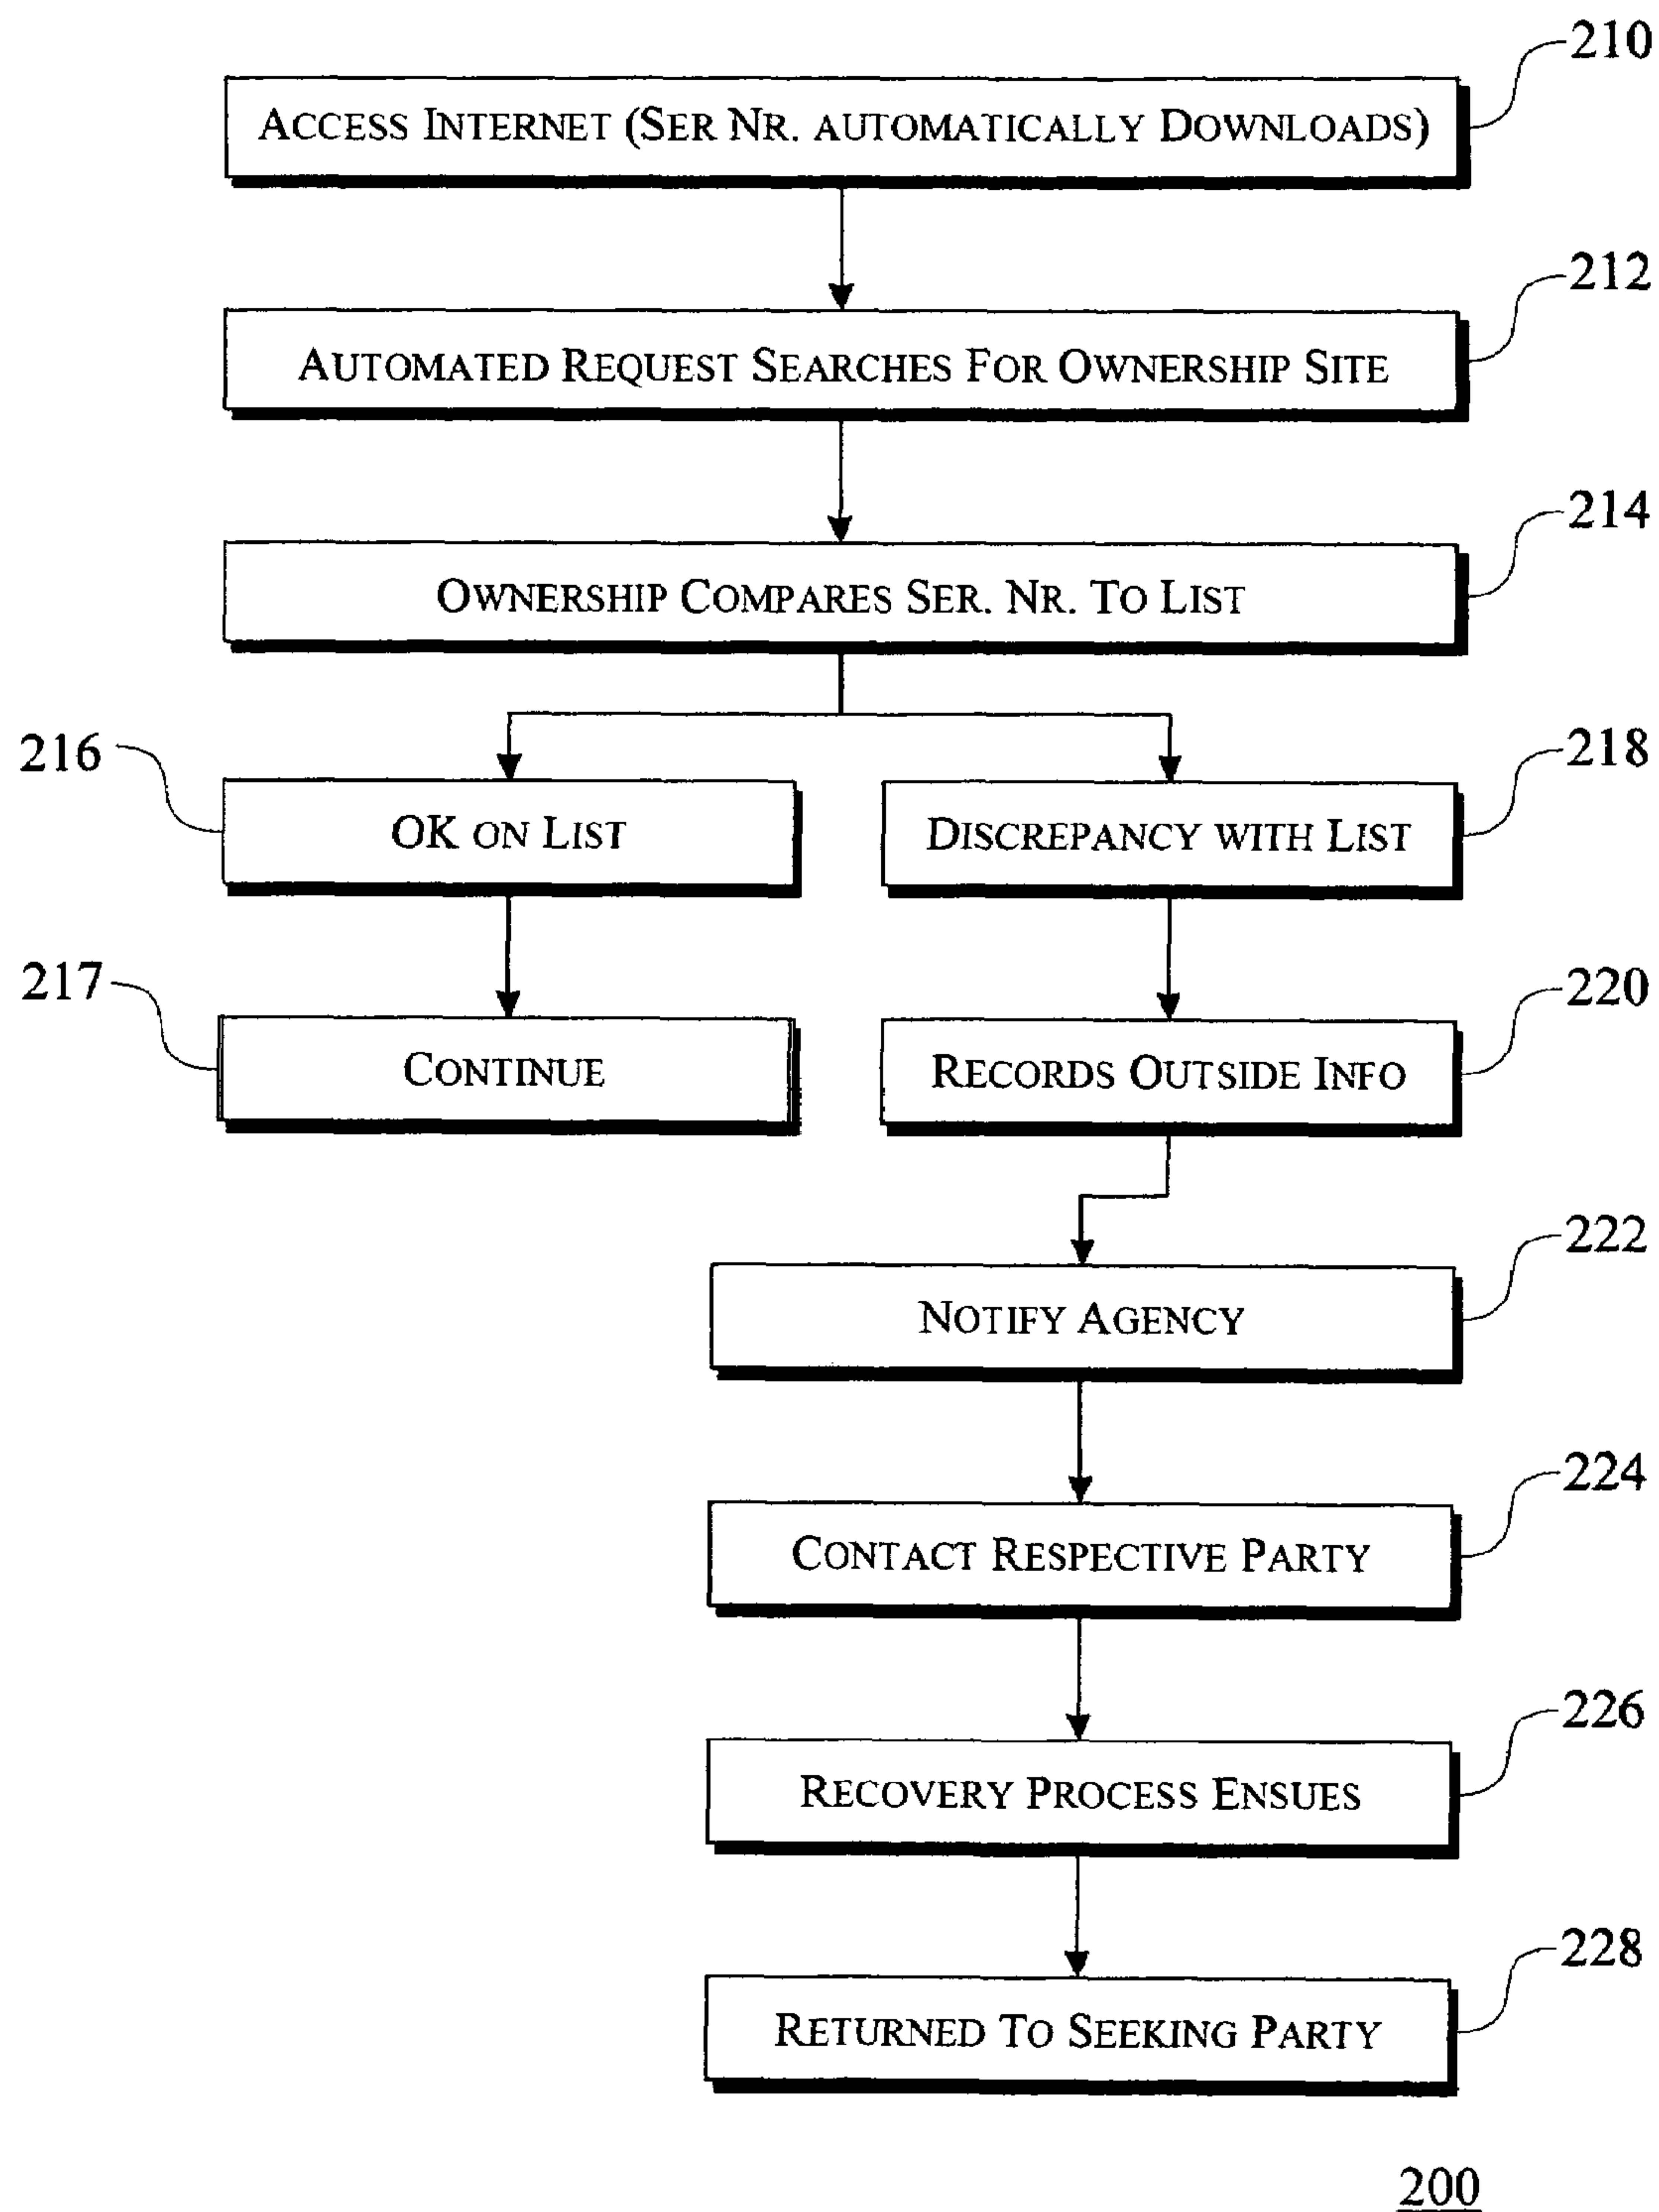 210
ACCESS INTERNET (SER NR. AUTOMATICALLY DOWNLOADS)
212
AUTOMATED REQUEST SEARCHES FOR OWNERSHIP SITE
214
OWNERSHIP COMPARES SER. NR. TO LIST
216
OK ON LIST
218
DISCREPANCY WITH LIST
217
CONTINUE
220
RECORDS OUTSIDE INFO
222
NOTIFY AGENCY
224
CONTACT RESPECTIVE PARTY
226
RECOVERY PROCESS ENSUES
228
RETURNED TO SEEKING PARTY
200